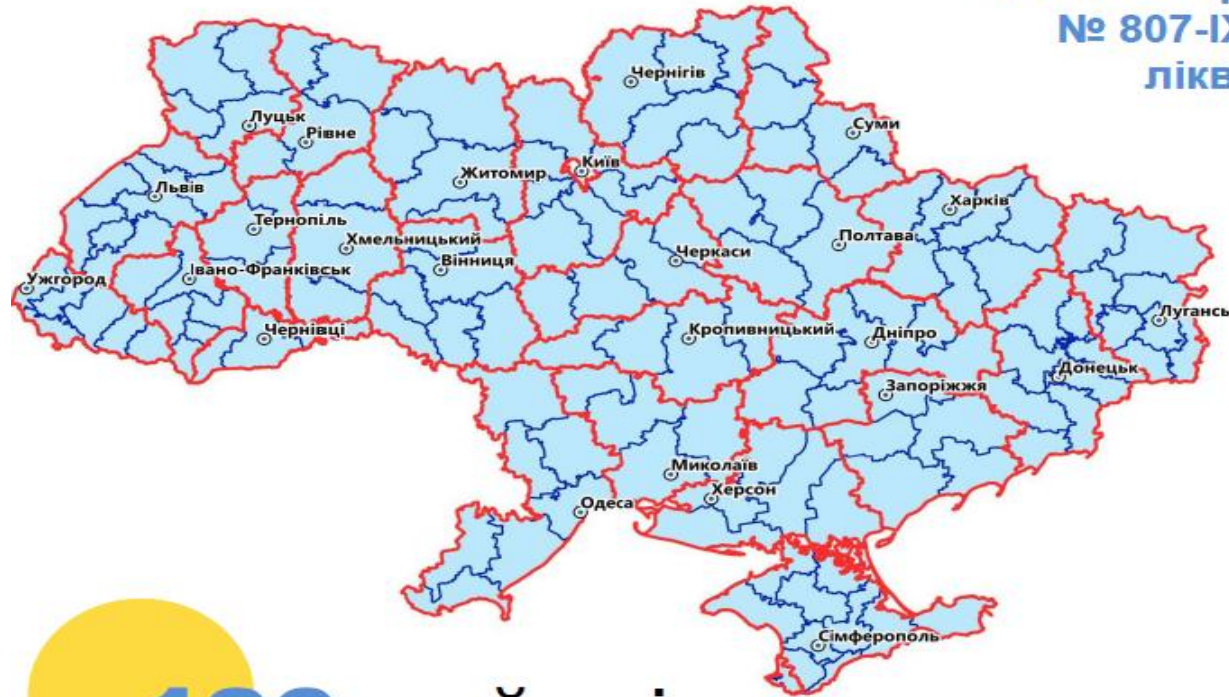 № 807-ІХ
лікв
Чернігів
Луцьк
Рівне
Суми
Київ
Житомир
Львів
Харків
Тернопіль
Хмельницький
Полтава
Черкаси
Вінниця
Івано-Франківськ
Ужгород
Лугансь
Чернівці
Кропивницький
Дніпро
Донецьк
Запоріжжя
Миколаїв
Херсон
Одеса
Сімферополь